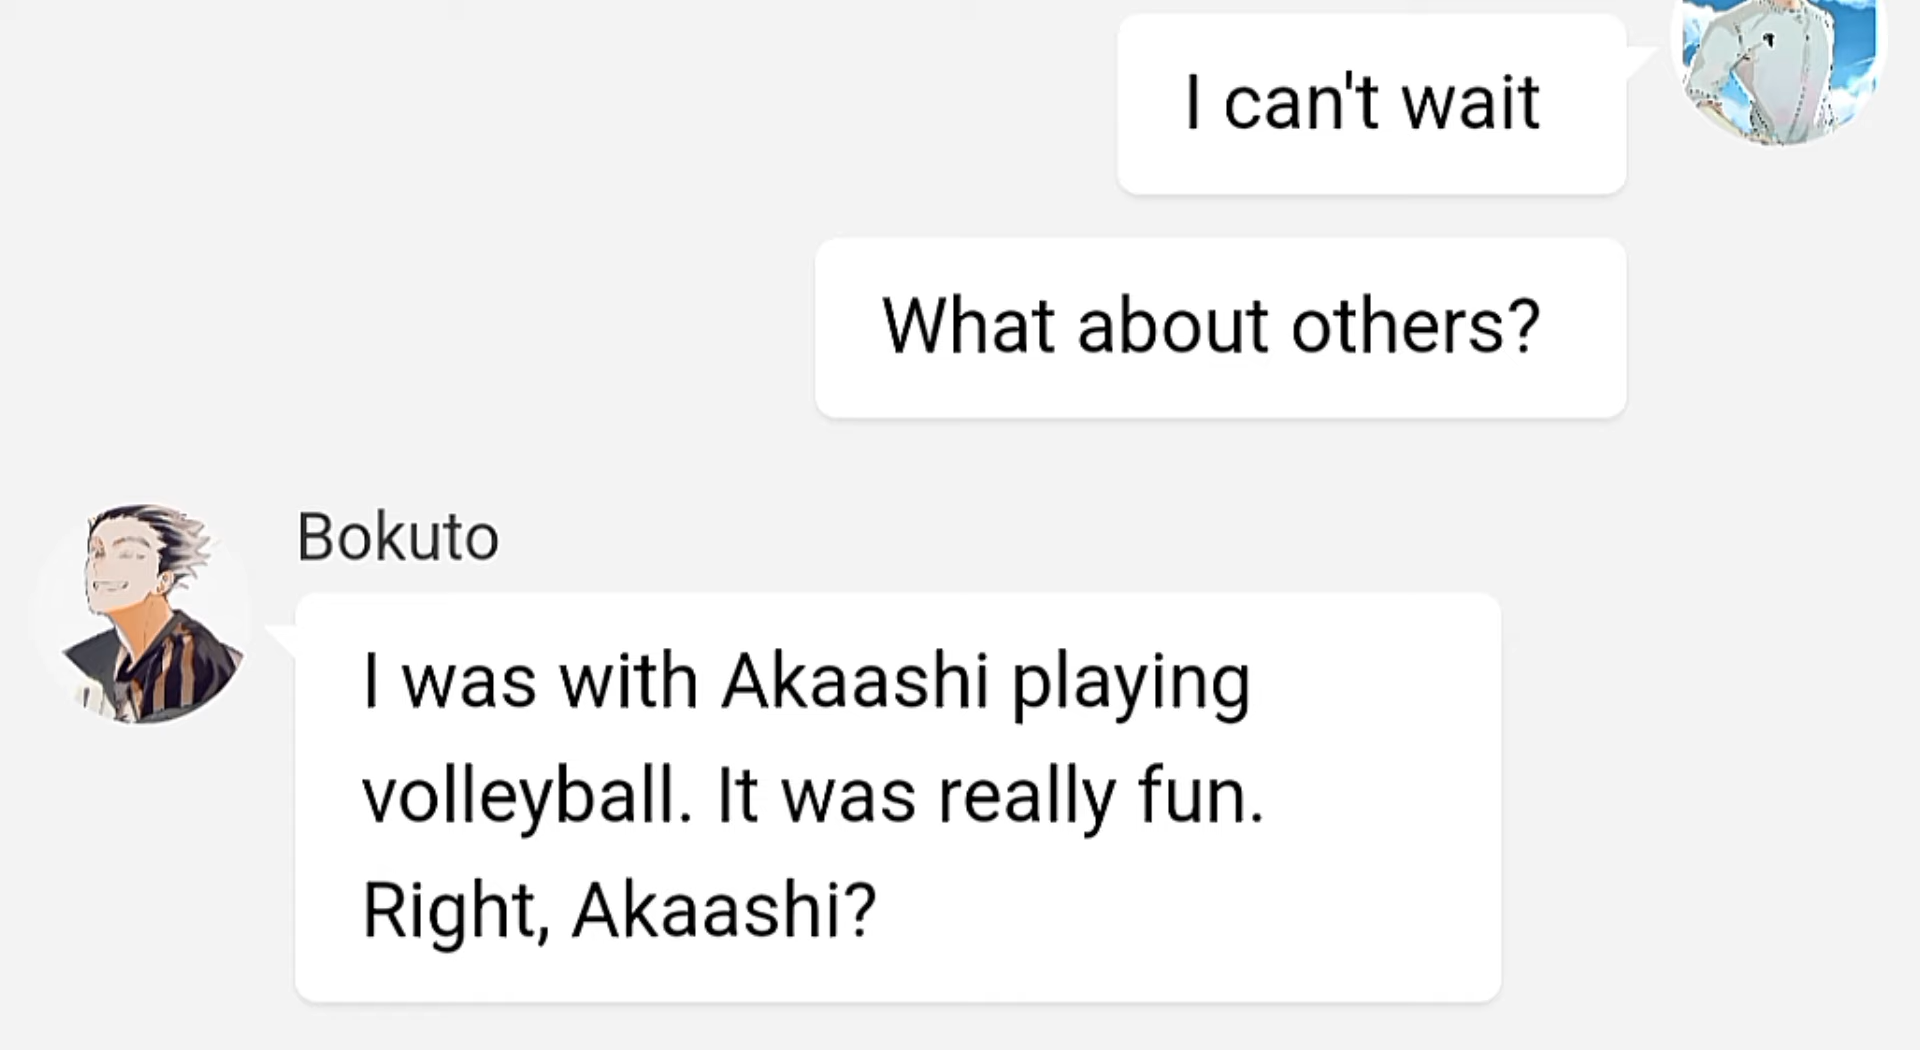 I can't wait
What about others?
Bokuto
I was with Akaashi playing
volleyball. It was really fun.
Right, Akaashi?